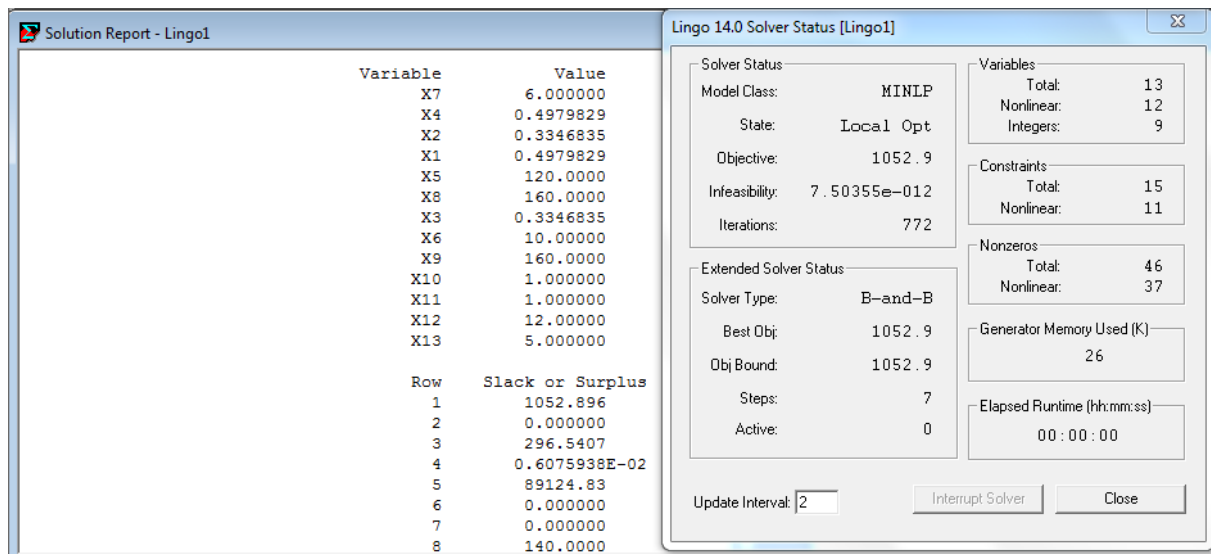 Solution Report - Lingo1
Variable Value
X7 6.000000
X4 0.4979829
X2 0.3346835
X1 0.4979829
X5 120.0000
X8 160.0000
X3 0.3346835
X6 10.00000
X9 160.0000
X10 1.000000
X11 1.000000
X12 12.00000
X13 5.000000
Row Slack or Surplus
1 1052.896
2 0.000000
3 296.5407
4 0.6075938E-02
5 89124.83
6 0.000000
7 0.000000
8 140.0000
Lingo 14.0 Solver Status [Lingo1]
Solver Status
Model Class: MINLP
State: Local Opt
Objective: 1052.9
Infeasibility: 7.50355e-012
Iterations: 772
Extended Solver Status
Solver Type: B-and-B
Best Obj: 1052.9
Obj Bound: 1052.9
Steps: 7
Active: 0
Variables
Total: 13
Nonlinear: 12
Integers: 9
Constraints
Total: 15
Nonlinear: 11
Nonzeros
Total: 46
Nonlinear: 37
Generator Memory Used (K)
26
Elapsed Runtime (hh:mm:ss)
00:00:00
Update Interval: 2
Interrupt Solver
Close